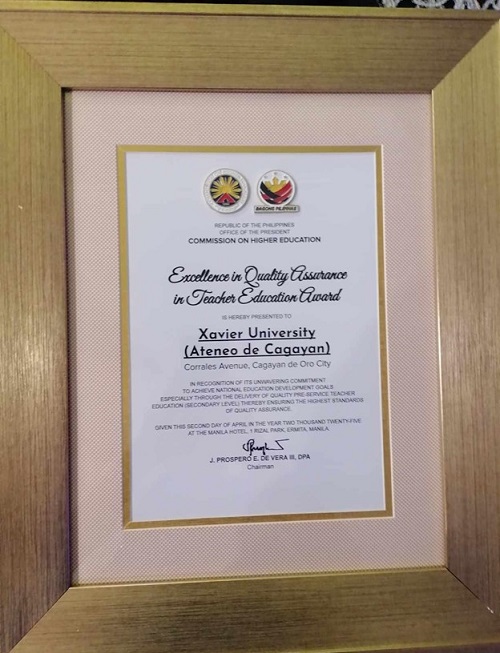 BAGONG PILIPINAS
REPUBLIC OF THE PHILIPPINES
OFFICE OF THE PRESIDENT
COMMISSION ON HIGHER EDUCATION
Excellence in Quality Assurance
in Teacher Education Award
IS HEREBY PRESENTED TO
Xavier University
(Ateneo de Cagayan)
Corrales Avenue, Cagayan de Oro City
IN RECOGNITION OF ITS UNWAVERING COMMITMENT
TO ACHIEVE NATIONAL EDUCATION DEVELOPMENT GOALS
ESPECIALLY THROUGH THE DELIVERY OF QUALITY PRE-SERVICE TEACHER
EDUCATION (SECONDARY LEVEL) THEREBY ENSURING THE HIGHEST STANDARDS
OF QUALITY ASSURANCE.
GIVEN THIS SECOND DAY OF APRIL IN THE YEAR TWO THOUSAND TWENTY-FIVE
AT THE MANILA HOTEL, 1 RIZAL PARK, ERMITA, MANILA.
J. PROSPERO E. DE VERA III, DPA
Chairman